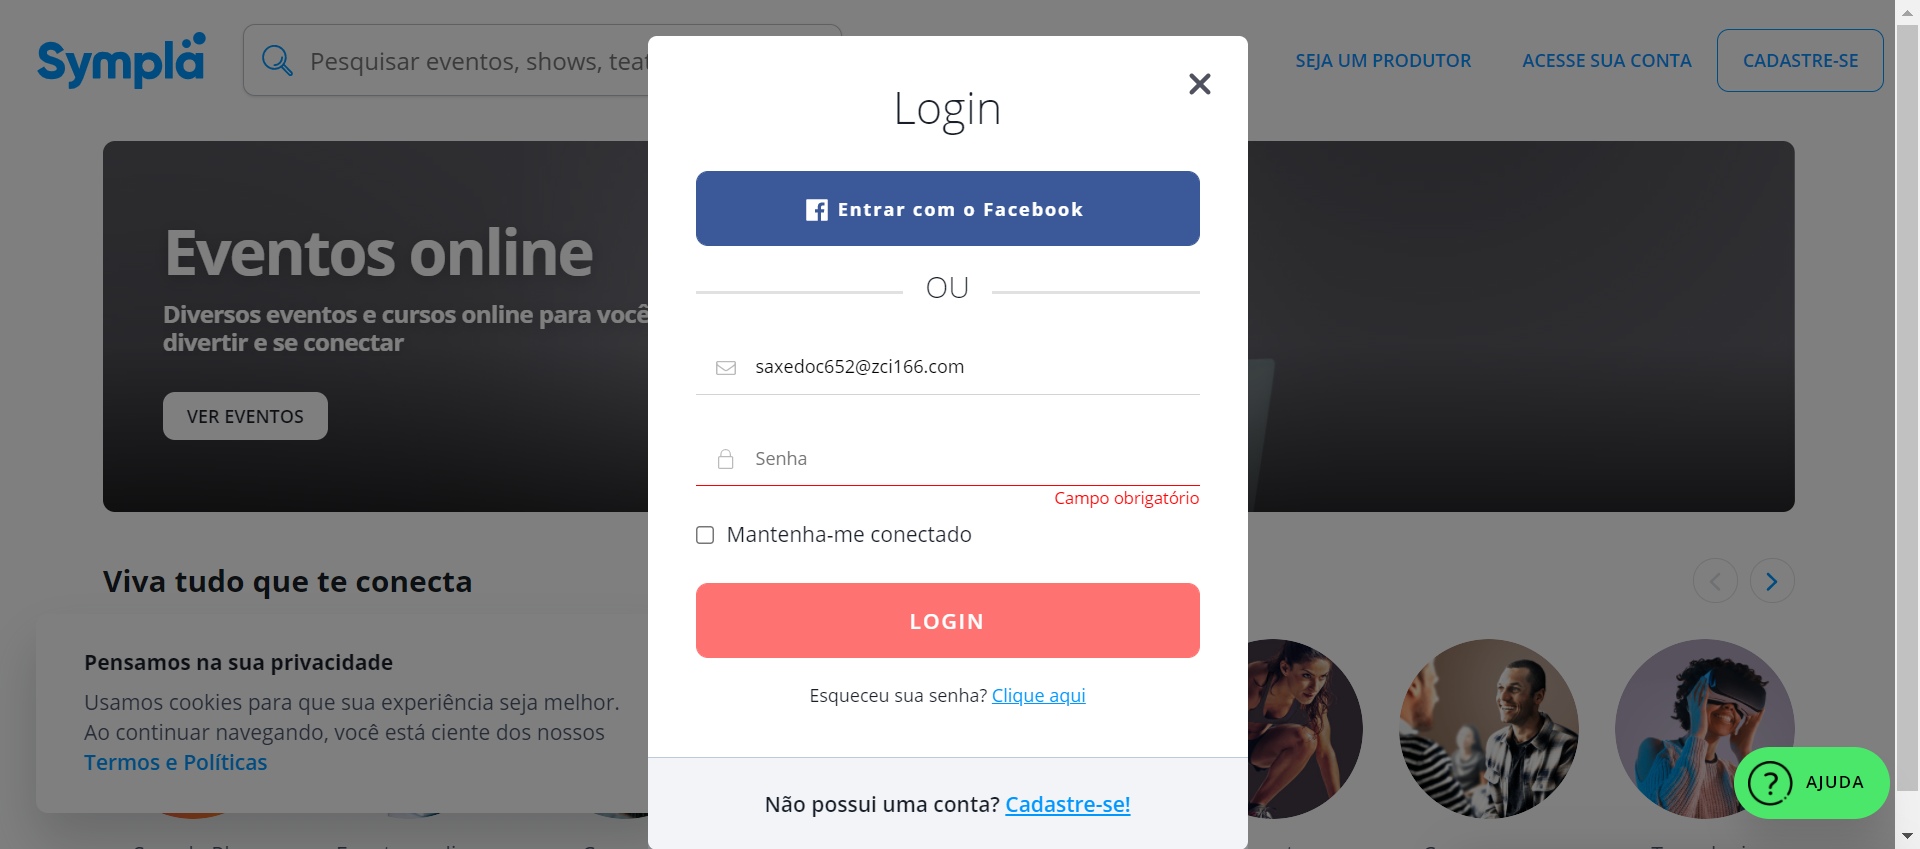 Sympla
Pesquisar eventos, shows, teat
SEJA UM PRODUTOR
ACESSE SUA CONTA
CADASTRE-SE
Login
Entrar com o Facebook
OU
saxedoc652@zci166.com
Senha
Campo obrigatório
Mantenha-me conectado
LOGIN
Esqueceu sua senha? Clique aqui
Não possui uma conta? Cadastre-se!
Eventos online
Diversos eventos e cursos online para você
divertir e se conectar
VER EVENTOS
Viva tudo que te conecta
Pensamos na sua privacidade
Usamos cookies para que sua experiência seja melhor.
Ao continuar navegando, você está ciente dos nossos
Termos e Políticas
? AJUDA